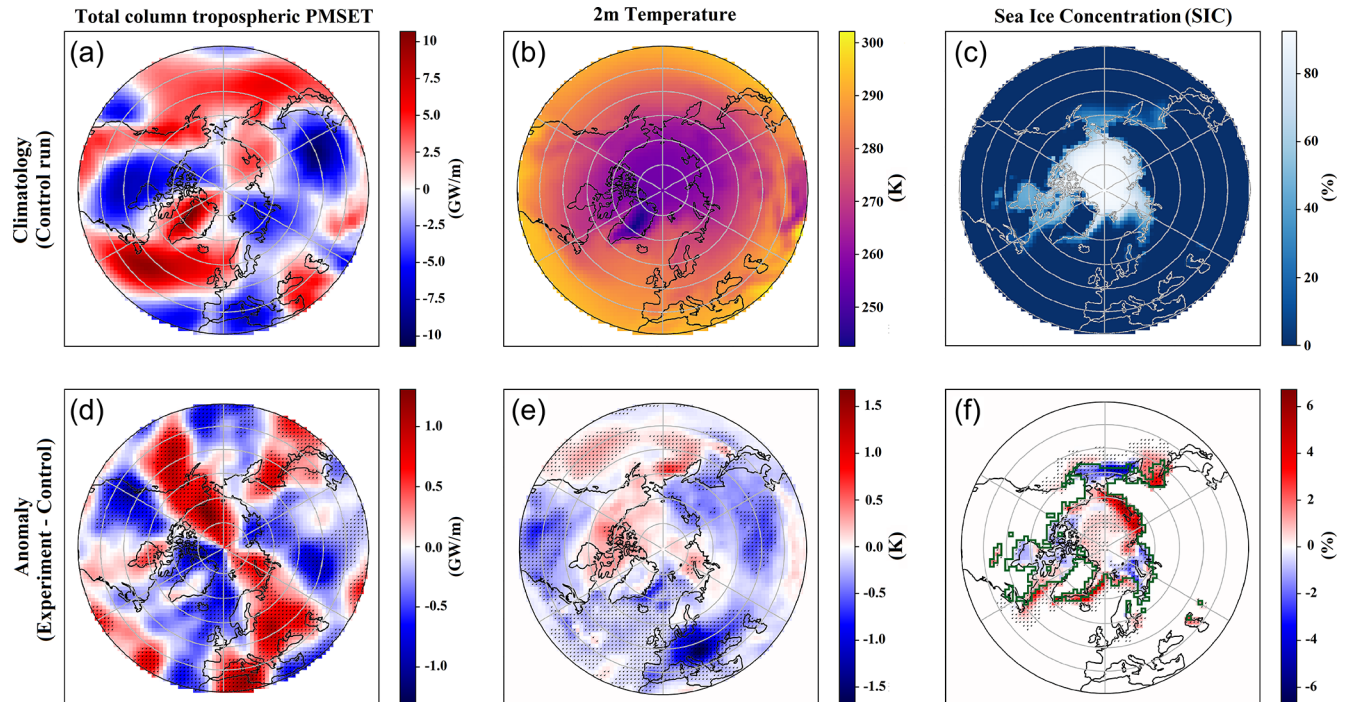 Total column tropospheric PMSET
2m Temperature
Sea Ice Concentration (SIC)
Climatology
(Control run)
(a)
10
7.5
5.0
2.5
0
-2.5
-5.0
-7.5
-10
(GW/m)
(b)
300
290
280
270
260
250
(K)
(c)
80
60
40
20
0
(%)
Anomaly
(Experiment - Control)
(d)
1.0
0.5
0.0
-0.5
-1.0
(GW/m)
(e)
1.5
1.0
0.5
0.0
-0.5
-1.0
-1.5
(K)
(f)
6
4
2
0
-2
-4
-6
(%)